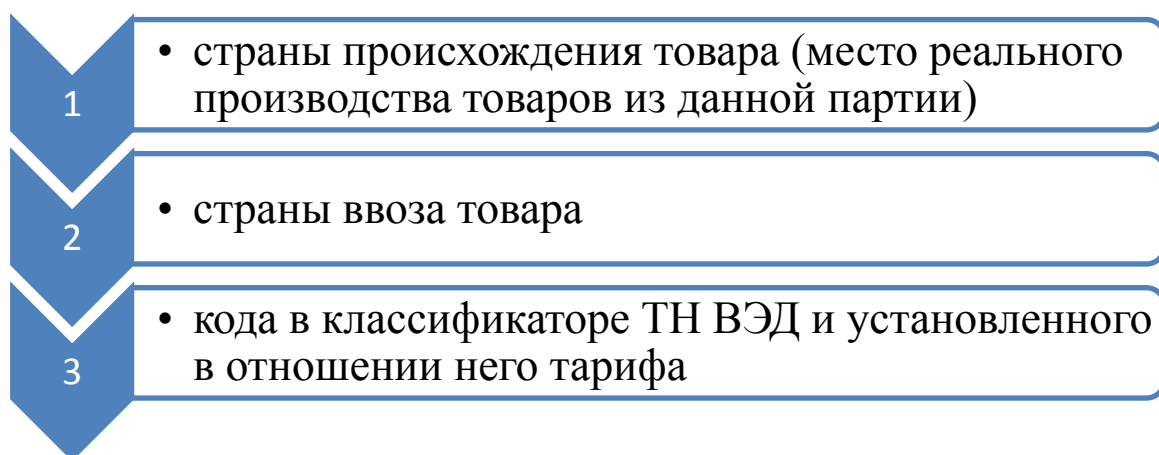 1
• страны происхождения товара (место реального
производства товаров из данной партии)
2
• страны ввоза товара
3
• кода в классификаторе ТН ВЭД и установленного
в отношении него тарифа